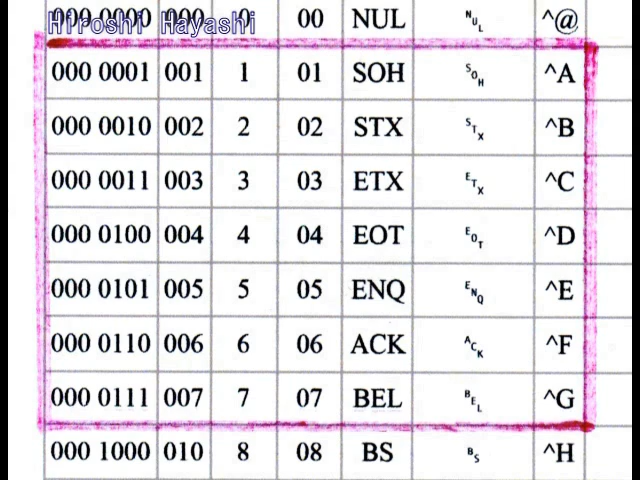 Hiroshi Hayashi
000 0000 000 0 00 NUL ␀ ^@
000 0001 001 1 01 SOH ␁ ^A
000 0010 002 2 02 STX ␂ ^B
000 0011 003 3 03 ETX ␃ ^C
000 0100 004 4 04 EOT ␄ ^D
000 0101 005 5 05 ENQ ␅ ^E
000 0110 006 6 06 ACK ␆ ^F
000 0111 007 7 07 BEL ␇ ^G
000 1000 010 8 08 BS ␈ ^H